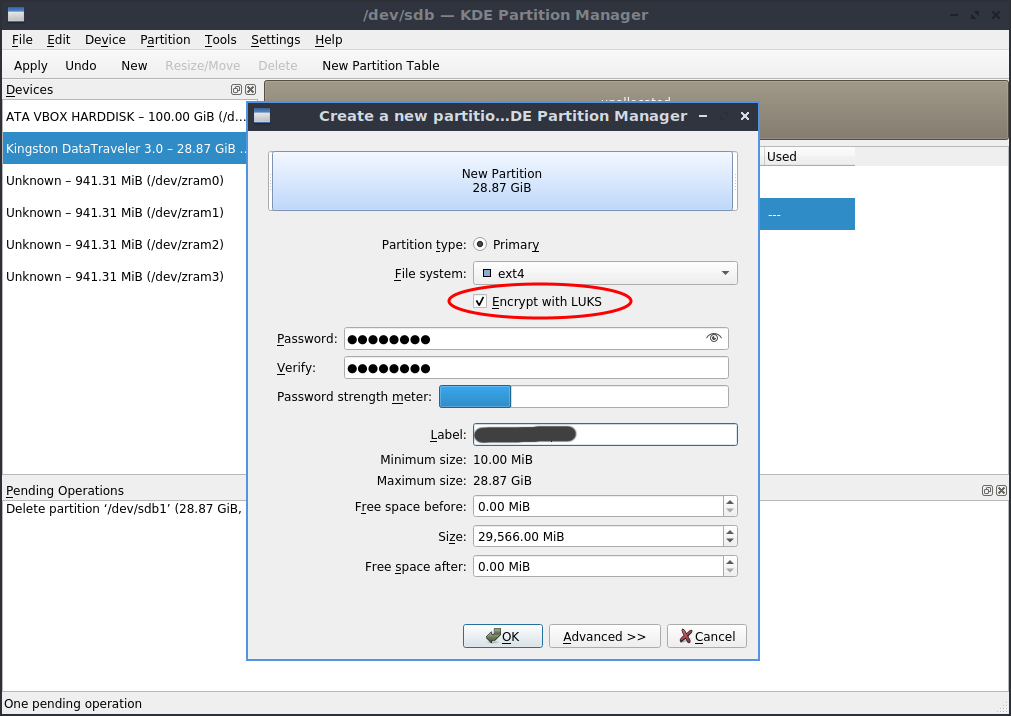 /dev/sdb — KDE Partition Manager
File Edit Device Partition Tools Settings Help
Apply Undo New Resize/Move Delete New Partition Table
Devices
ATA VBOX HARDDISK – 100.00 GiB (/d...
Kingston DataTraveler 3.0 – 28.87 GiB ...
Unknown – 941.31 MiB (/dev/zram0)
Unknown – 941.31 MiB (/dev/zram1)
Unknown – 941.31 MiB (/dev/zram2)
Unknown – 941.31 MiB (/dev/zram3)
unallocated
Used
---
Create a new partitio...DE Partition Manager
New Partition
28.87 GiB
Partition type: Primary
File system: ext4
Encrypt with LUKS
Password: ●●●●●●●●
Verify: ●●●●●●●●
Password strength meter:
Label:
Minimum size: 10.00 MiB
Maximum size: 28.87 GiB
Free space before: 0.00 MiB
Size: 29,566.00 MiB
Free space after: 0.00 MiB
OK Advanced >> Cancel
Pending Operations
Delete partition ‘/dev/sdb1’ (28.87 GiB,
One pending operation